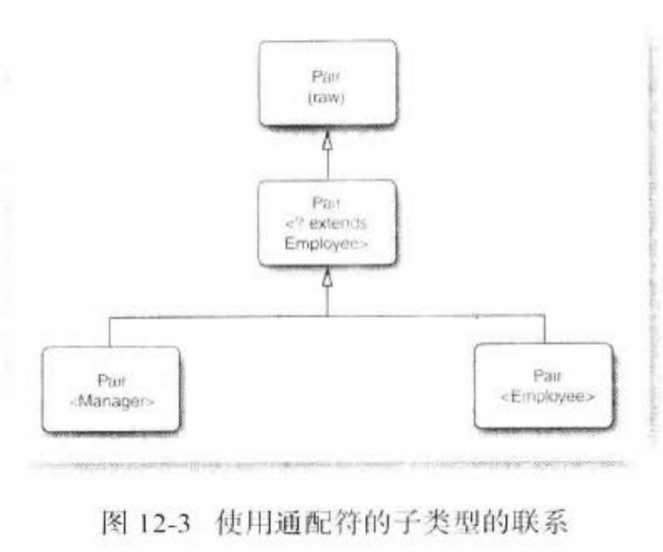 Pair
(raw)
Pair
<? extends
Employee>
Pair
<Manager>
Pair
<Employee>
图 12-3 使用通配符的子类型的联系